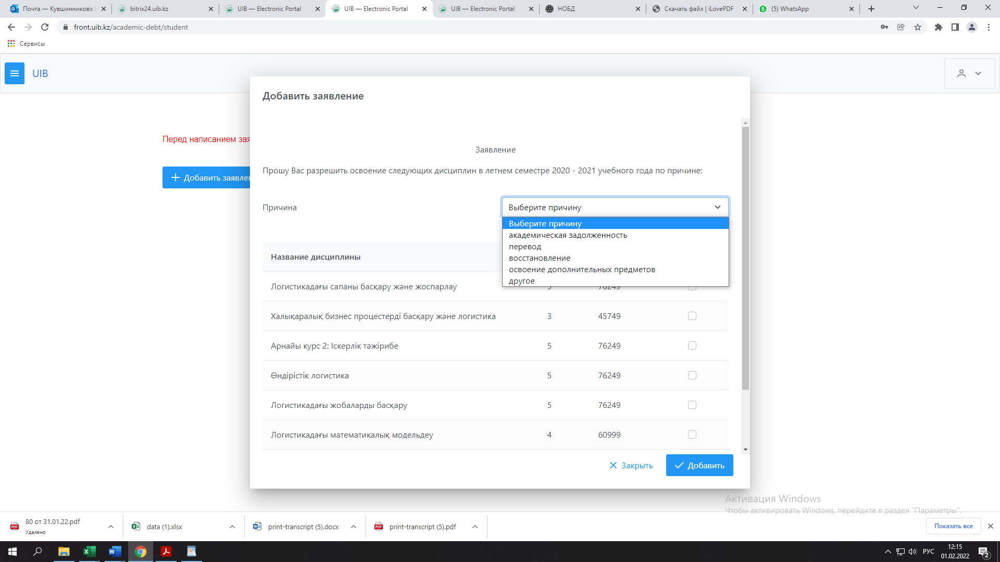 Почта — Кувшинникова
bitrix24.uib.kz
UIB — Electronic Portal
UIB — Electronic Portal
UIB — Electronic Portal
НОБД
Скачать файл | iLovePDF
(5) WhatsApp
front.uib.kz/academic-debt/student
Сервисы
UIB
Добавить заявление
Перед написанием зая
Заявление
Прошу Вас разрешить освоение следующих дисциплин в летнем семестре 2020 - 2021 учебного года по причине:
Добавить заявлен
Причина
Выберите причину
Выберите причину
академическая задолженность
перевод
восстановление
освоение дополнительных предметов
другое
Название дисциплины
Логистикадағы сапаны басқару және жоспарлау 5 76249
Халықаралық бизнес процестерді басқару және логистика 3 45749
Арнайы курс 2: Іскерлік тәжірибе 5 76249
Өндірістік логистика 5 76249
Логистикадағы жобаларды басқару 5 76249
Логистикадағы математикалық модельдеу 4 60999
Закрыть
Добавить
Активация Windows
Чтобы активировать Windows, перейдите в раздел "Параметры".
80 от 31.01.22.pdf
Удалено
data (1).xlsx
print-transcript (5).docx
print-transcript (5).pdf
Показать все
РУС
12:15
01.02.2022
2